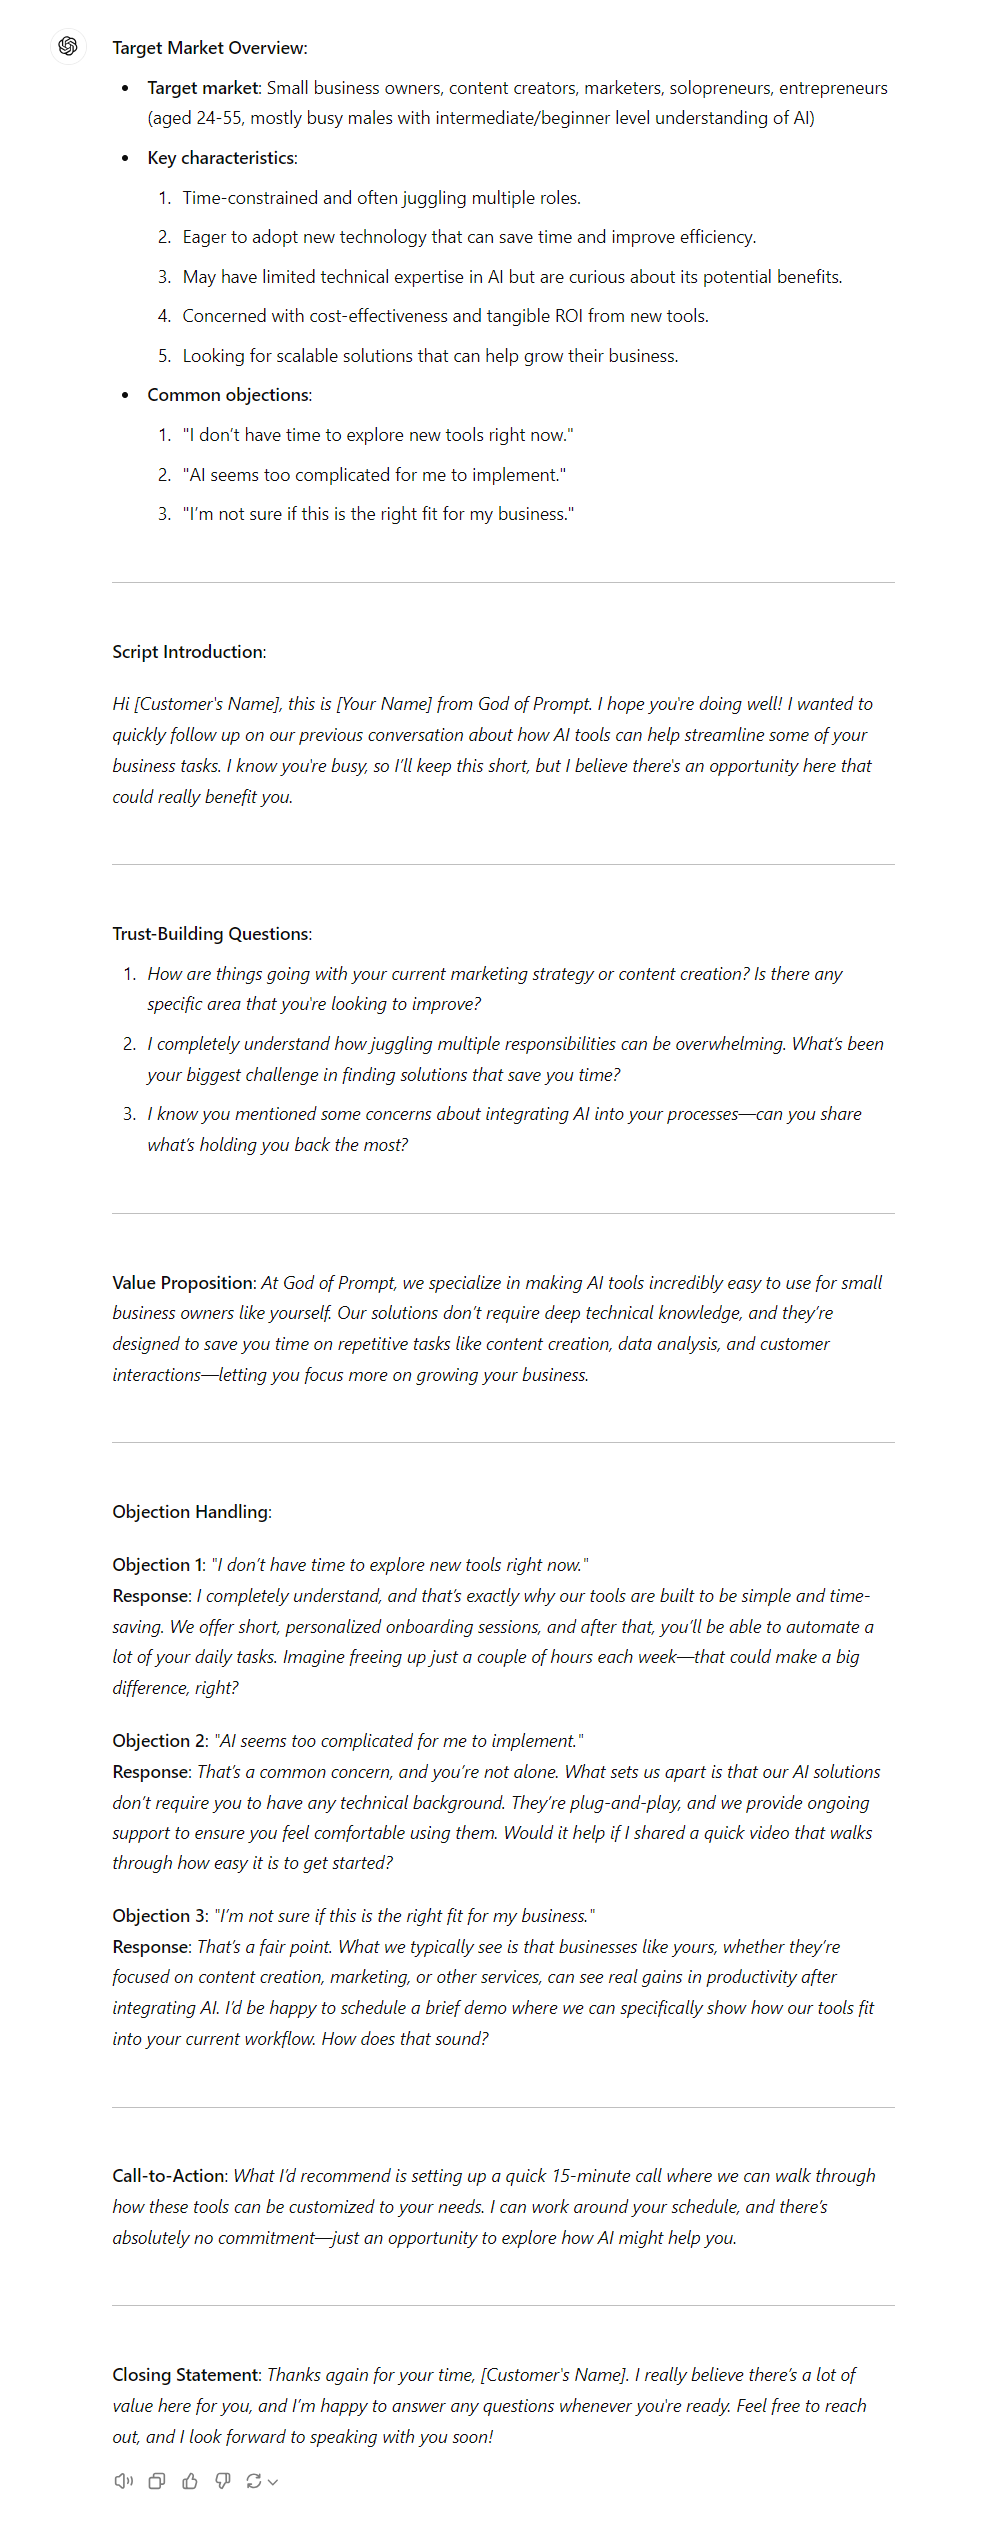 Target Market Overview:
• Target market: Small business owners, content creators, marketers, solopreneurs, entrepreneurs
(aged 24-55, mostly busy males with intermediate/beginner level understanding of AI)
• Key characteristics:
1. Time-constrained and often juggling multiple roles.
2. Eager to adopt new technology that can save time and improve efficiency.
3. May have limited technical expertise in AI but are curious about its potential benefits.
4. Concerned with cost-effectiveness and tangible ROI from new tools.
5. Looking for scalable solutions that can help grow their business.
• Common objections:
1. "I don’t have time to explore new tools right now."
2. "AI seems too complicated for me to implement."
3. "I’m not sure if this is the right fit for my business."
Script Introduction:
Hi [Customer's Name], this is [Your Name] from God of Prompt. I hope you're doing well! I wanted to
quickly follow up on our previous conversation about how AI tools can help streamline some of your
business tasks. I know you're busy, so I’ll keep this short, but I believe there's an opportunity here that
could really benefit you.
Trust-Building Questions:
1. How are things going with your current marketing strategy or content creation? Is there any
specific area that you're looking to improve?
2. I completely understand how juggling multiple responsibilities can be overwhelming. What’s been
your biggest challenge in finding solutions that save you time?
3. I know you mentioned some concerns about integrating AI into your processes—can you share
what’s holding you back the most?
Value Proposition: At God of Prompt, we specialize in making AI tools incredibly easy to use for small
business owners like yourself. Our solutions don’t require deep technical knowledge, and they’re
designed to save you time on repetitive tasks like content creation, data analysis, and customer
interactions—letting you focus more on growing your business.
Objection Handling:
Objection 1: "I don’t have time to explore new tools right now."
Response: I completely understand, and that’s exactly why our tools are built to be simple and time-
saving. We offer short, personalized onboarding sessions, and after that, you’ll be able to automate a
lot of your daily tasks. Imagine freeing up just a couple of hours each week—that could make a big
difference, right?
Objection 2: "AI seems too complicated for me to implement."
Response: That’s a common concern, and you’re not alone. What sets us apart is that our AI solutions
don’t require you to have any technical background. They’re plug-and-play, and we provide ongoing
support to ensure you feel comfortable using them. Would it help if I shared a quick video that walks
through how easy it is to get started?
Objection 3: "I’m not sure if this is the right fit for my business."
Response: That’s a fair point. What we typically see is that businesses like yours, whether they’re
focused on content creation, marketing, or other services, can see real gains in productivity after
integrating AI. I’d be happy to schedule a brief demo where we can specifically show how our tools fit
into your current workflow. How does that sound?
Call-to-Action: What I’d recommend is setting up a quick 15-minute call where we can walk through
how these tools can be customized to your needs. I can work around your schedule, and there’s
absolutely no commitment—just an opportunity to explore how AI might help you.
Closing Statement: Thanks again for your time, [Customer's Name]. I really believe there’s a lot of
value here for you, and I’m happy to answer any questions whenever you're ready. Feel free to reach
out, and I look forward to speaking with you soon!